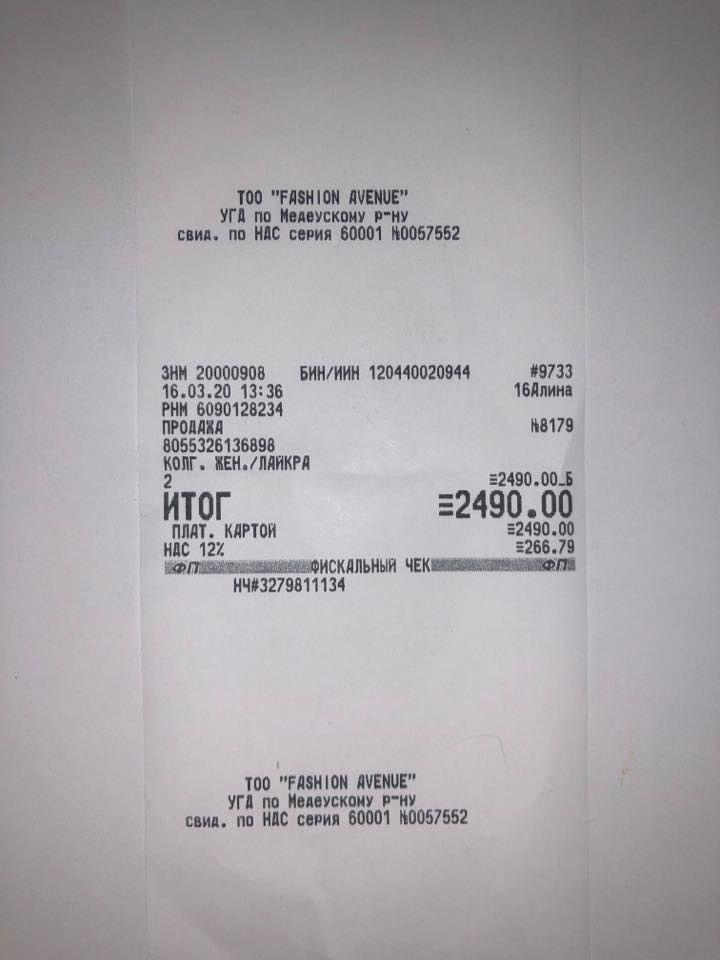 ТОО "FASHION AVENUE"
УГД по Медеускому р-ну
свид. по НДС серия 60001 №0057552
ЗНМ 20000908 БИН/ИИН 120440020944 #9733
16.03.20 13:36 16Алина
РНМ 6090128234
ПРОДАЖА №8179
8055326136898
КОЛГ. ЖЕН./ЛАЙКРА
2 ≡2490.00_Б
ИТОГ ≡2490.00
ПЛАТ. КАРТОЙ ≡2490.00
НДС 12% ≡266.79
ФП ФИСКАЛЬНЫЙ ЧЕК ФП
НЧ#3279811134
ТОО "FASHION AVENUE"
УГД по Медеускому р-ну
свид. по НДС серия 60001 №0057552